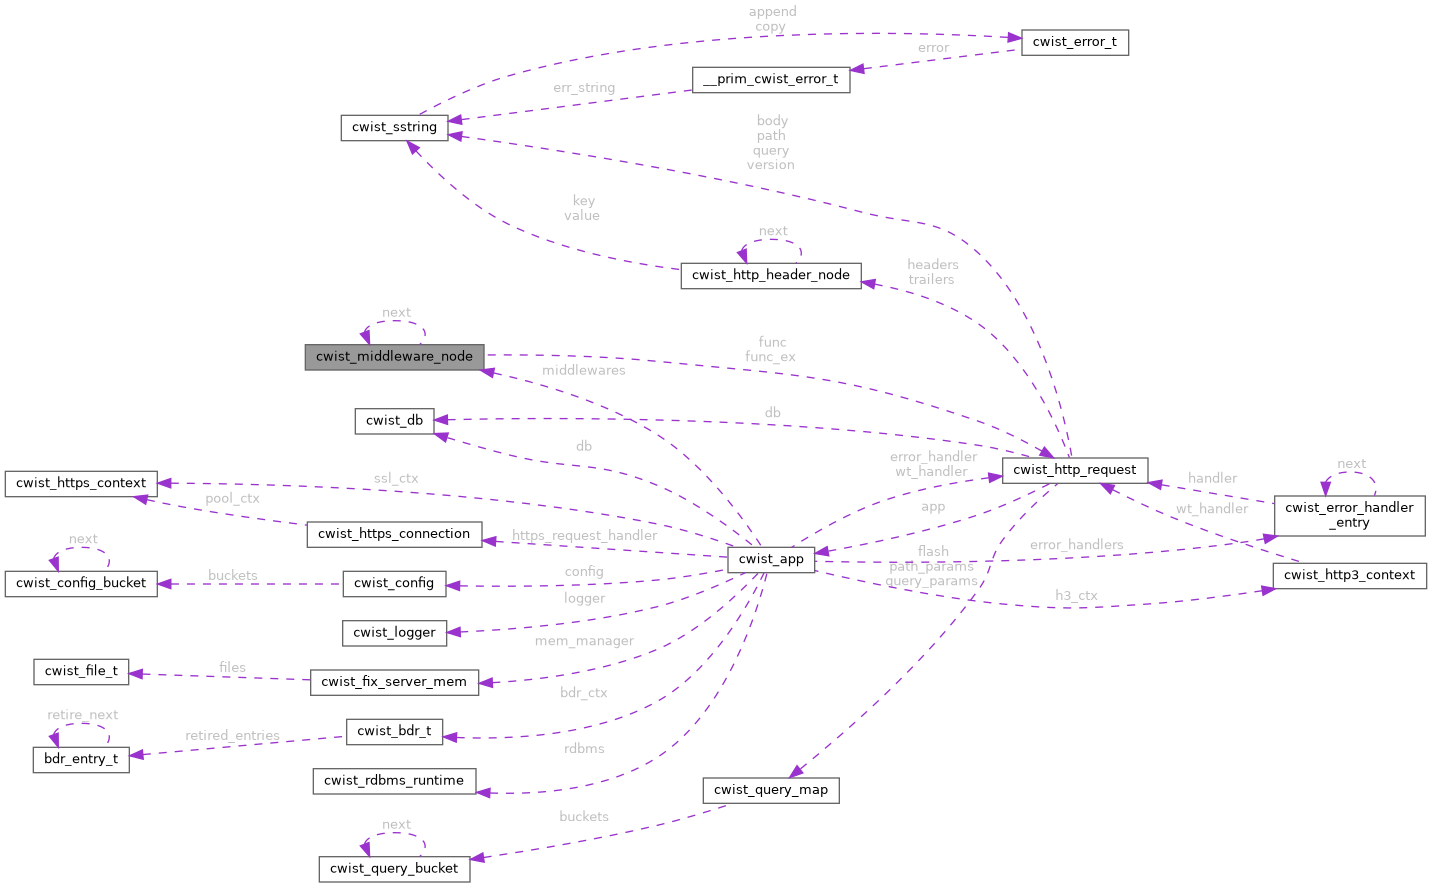 append
copy
cwist_error_t
error
__prim_cwist_error_t
err_string
cwist_sstring
body
path
query
version
key
value
next
cwist_http_header_node
headers
trailers
next
cwist_middleware_node
func
func_ex
middlewares
cwist_db
db
db
error_handler
wt_handler
cwist_http_request
next
handler
cwist_https_context
ssl_ctx
pool_ctx
app
wt_handler
cwist_error_handler
_entry
cwist_https_connection
https_request_handler
next
cwist_app
flash
path_params
query_params
error_handlers
cwist_config_bucket
buckets
cwist_config
config
cwist_http3_context
h3_ctx
logger
cwist_logger
mem_manager
cwist_file_t
files
cwist_fix_server_mem
bdr_ctx
retire_next
retired_entries
cwist_bdr_t
rdbms
bdr_entry_t
cwist_rdbms_runtime
cwist_query_map
buckets
next
cwist_query_bucket